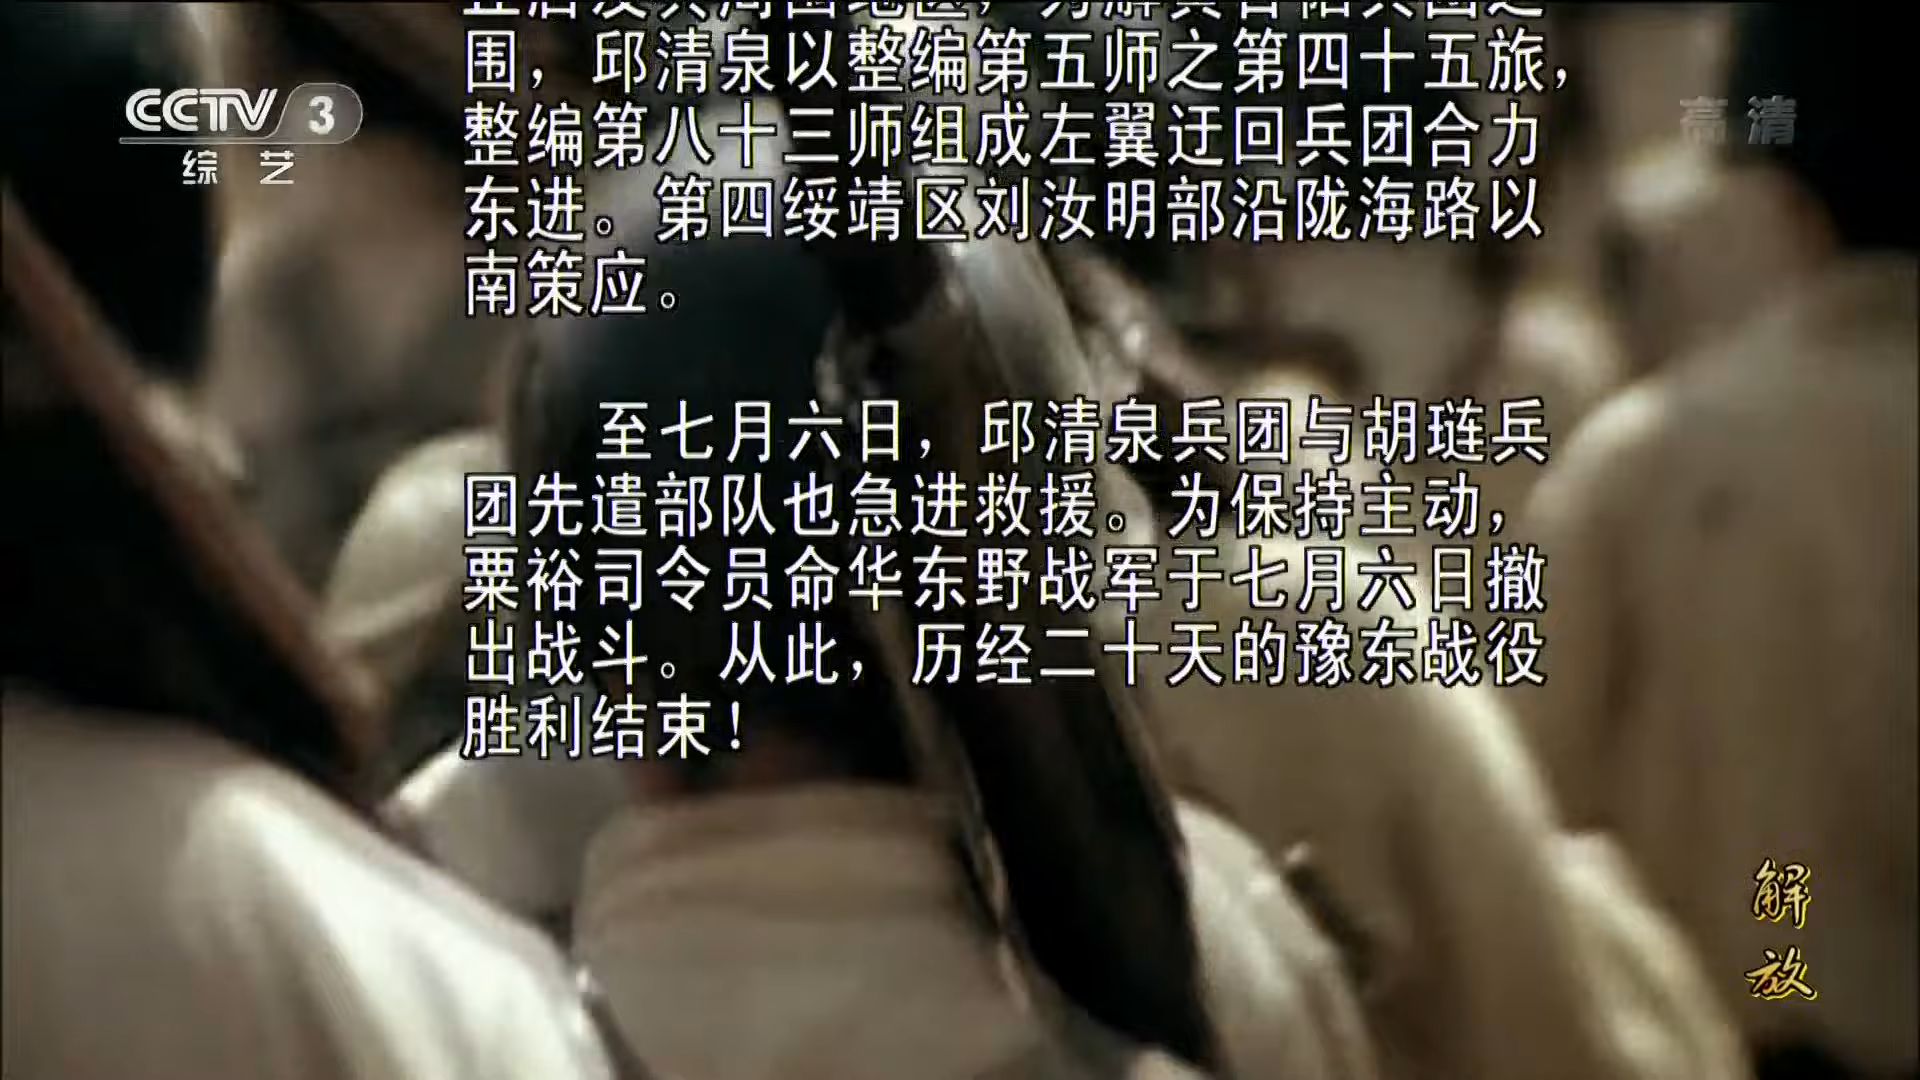 围，邱清泉以整编第五师之第四十五旅，
整编第八十三师组成左翼迂回兵团合力
东进。第四绥靖区刘汝明部沿陇海路以
南策应。
至七月六日，邱清泉兵团与胡琏兵
团先遣部队也急进救援。为保持主动，
粟裕司令员命华东野战军于七月六日撤
出战斗。从此，历经二十天的豫东战役
胜利结束！
CCTV 3
综艺
高清
解放